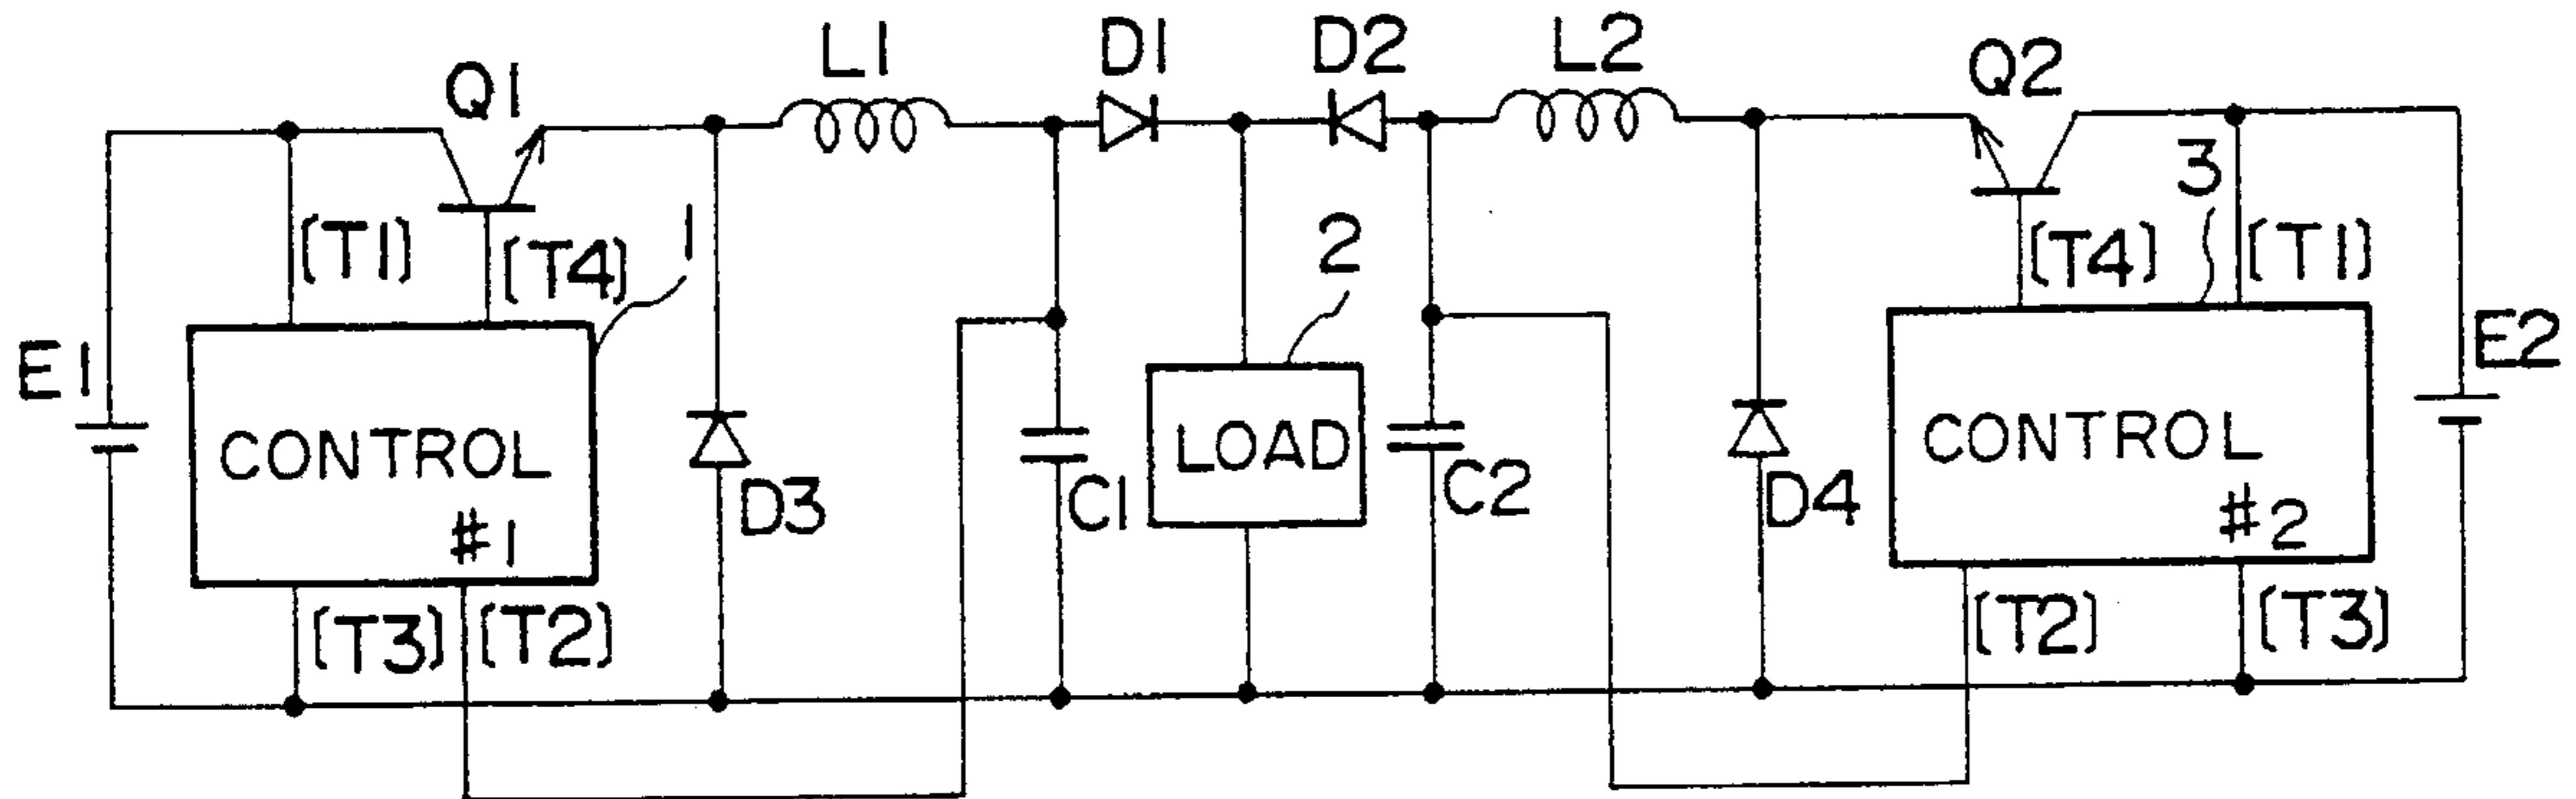 L1
D1
D2
L2
Q1
Q2
3
(T1)
(T4)
1
2
(T4)
(T1)
E1
E2
CONTROL
#1
D3
C1
LOAD
C2
D4
CONTROL
#2
(T3)
(T2)
(T2)
(T3)